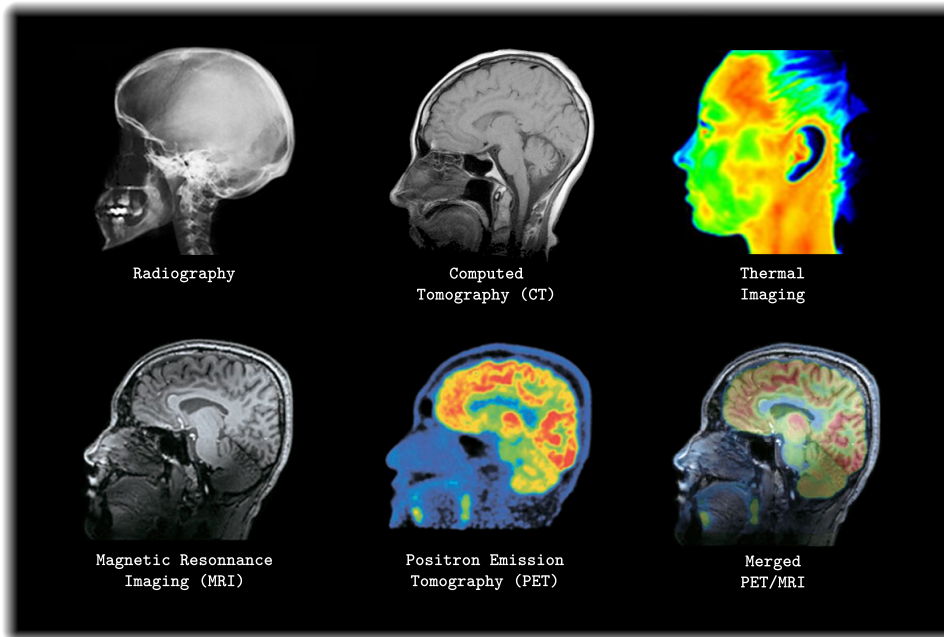 Radiography
Computed
Tomography (CT)
Thermal
Imaging
Magnetic Resonnance
Imaging (MRI)
Positron Emission
Tomography (PET)
Merged
PET/MRI